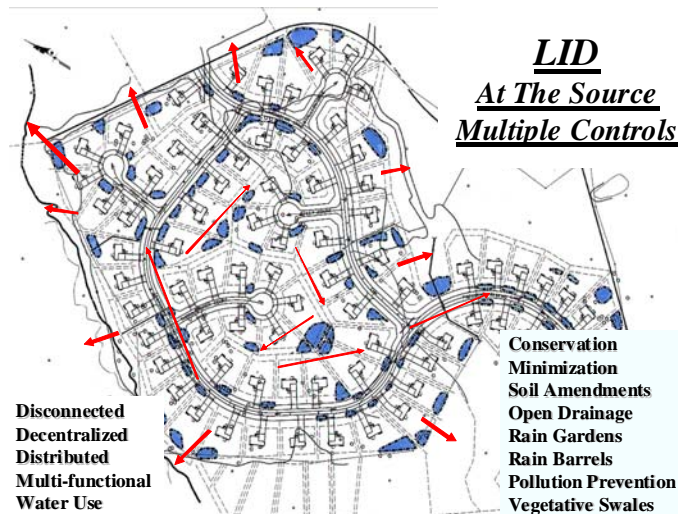 LID
At The Source
Multiple Controls
Disconnected
Decentralized
Distributed
Multi-functional
Water Use
Conservation
Minimization
Soil Amendments
Open Drainage
Rain Gardens
Rain Barrels
Pollution Prevention
Vegetative Swales